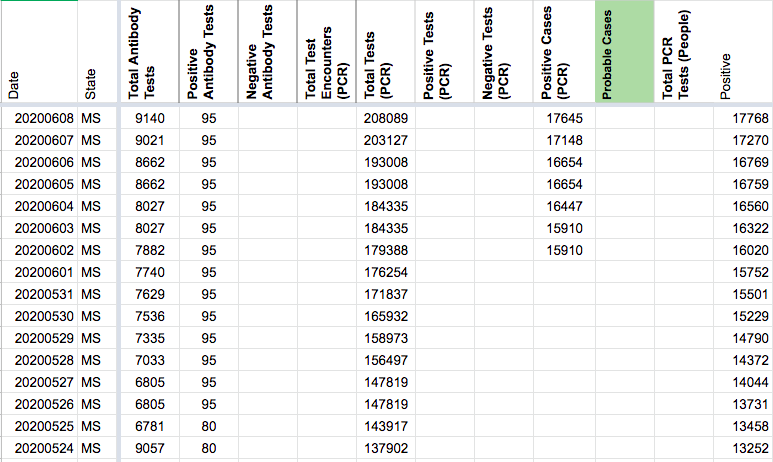 Date State Total Antibody Tests Positive Antibody Tests Negative Antibody Tests Total Test Encounters (PCR) Total Tests (PCR) Positive Tests (PCR) Negative Tests (PCR) Positive Cases (PCR) Probable Cases Total PCR Tests (People) Positive
20200608 MS 9140 95 208089 17645 17768
20200607 MS 9021 95 203127 17148 17270
20200606 MS 8662 95 193008 16654 16769
20200605 MS 8662 95 193008 16654 16759
20200604 MS 8027 95 184335 16447 16560
20200603 MS 8027 95 184335 15910 16322
20200602 MS 7882 95 179388 15910 16020
20200601 MS 7740 95 176254 15752
20200531 MS 7629 95 171837 15501
20200530 MS 7536 95 165932 15229
20200529 MS 7335 95 158973 14790
20200528 MS 7033 95 156497 14372
20200527 MS 6805 95 147819 14044
20200526 MS 6805 95 147819 13731
20200525 MS 6781 80 143917 13458
20200524 MS 9057 80 137902 13252